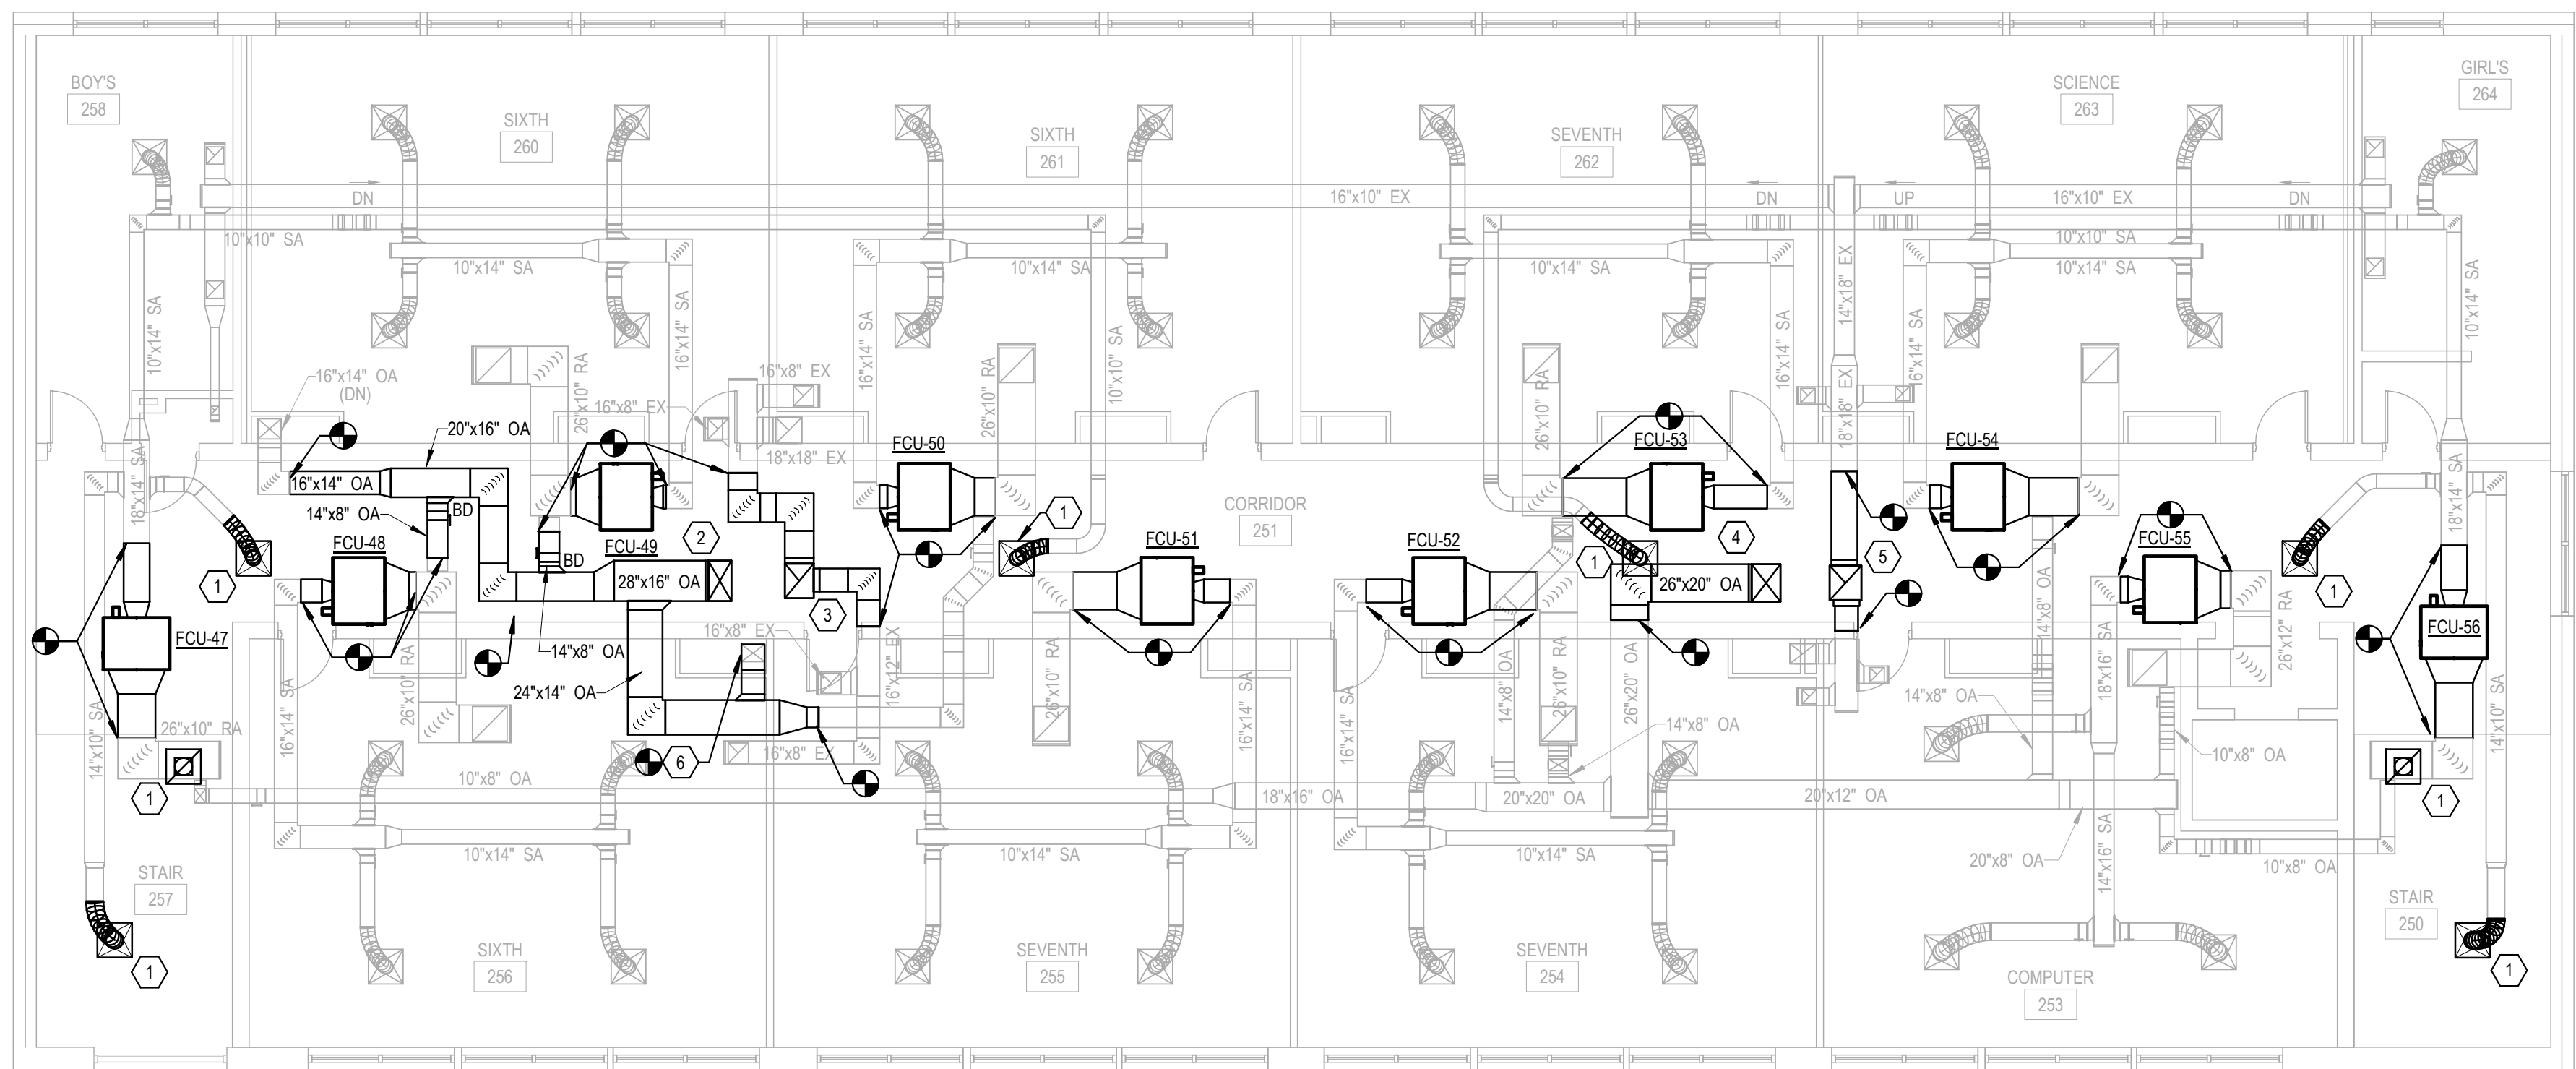 BOY'S
258
SIXTH
260
SIXTH
261
SEVENTH
262
SCIENCE
263
GIRL'S
264
DN
16"x10" EX
DN
UP
16"x10" EX
DN
10"x10" SA
10"x14" SA
10"x14" SA
10"x14" SA
10"x10" SA
10"x14" SA
10"x14" SA
16"x14" SA
16"x14" SA
10"x10" SA
16"x14" SA
14"x18" EX
16"x14" SA
10"x14" SA
16"x14" OA
(DN)
26"x10" RA
16"x8" EX
16"x8" EX
18"x18" EX
26"x10" RA
26"x10" RA
18"x18" EX
20"x16" OA
16"x14" OA
14"x8" OA
BD
BD
FCU-48
FCU-49
2
FCU-50
1
FCU-51
CORRIDOR
251
FCU-52
FCU-53
1
4
5
FCU-54
FCU-55
18"x14" SA
18"x14" SA
1
1
28"x16" OA
26"x20" OA
3
FCU-47
FCU-56
14"x8" OA
24"x14" OA
16"x8" EX
16"x12" EX
16"x8" EX
6
26"x10" RA
14"x10" SA
16"x14" SA
26"x10" RA
26"x10" RA
16"x14" SA
16"x14" SA
14"x8" OA
26"x10" RA
26"x20" OA
14"x8" OA
14"x8" OA
14"x8" OA
18"x16" SA
26"x12" RA
10"x8" OA
14"x10" SA
1
1
10"x8" OA
18"x16" OA
20"x20" OA
20"x12" OA
10"x14" SA
10"x14" SA
10"x14" SA
20"x8" OA
14"x16" SA
10"x8" OA
STAIR
257
1
SIXTH
256
SEVENTH
255
SEVENTH
254
COMPUTER
253
STAIR
250
1